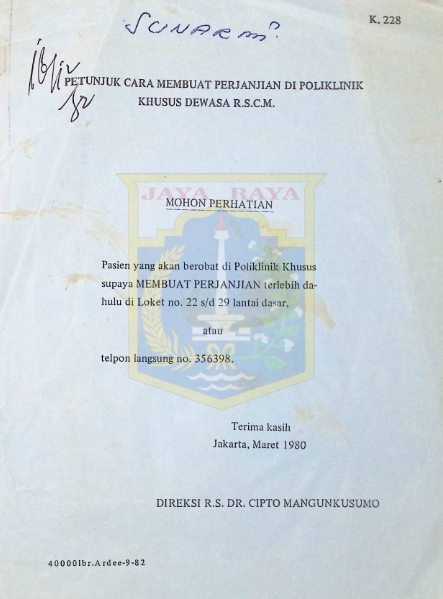 K. 228
PETUNJUK CARA MEMBUAT PERJANJIAN DI POLIKLINIK
KHUSUS DEWASA R.S.C.M.
JAYA RAYA
MOHON PERHATIAN
Pasien yang akan berobat di Poliklinik Khusus
supaya MEMBUAT PERJANJIAN terlebih da-
hulu di Loket no. 22 s/d 29 lantai dasar,
atau
telpon langsung no. 356398.
Terima kasih
Jakarta, Maret 1980
DIREKSI R.S. DR. CIPTO MANGUNKUSUMO
40000lbr.Ardee-9-82